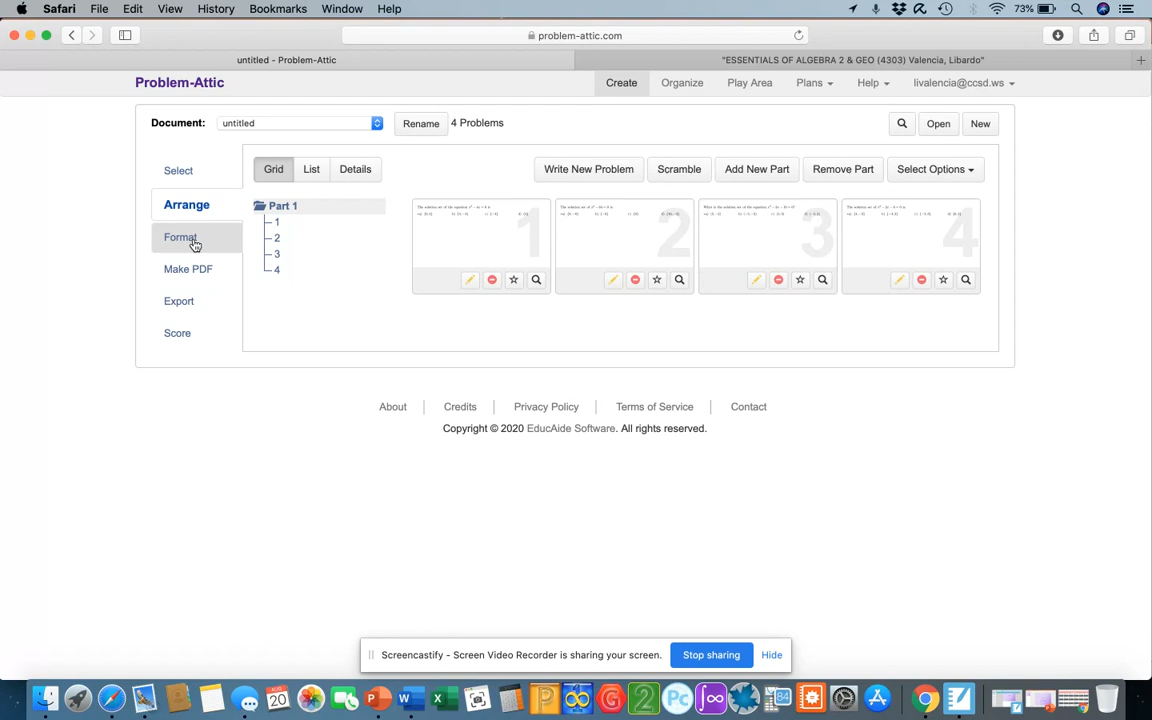 Safari File Edit View History Bookmarks Window Help 73%
problem-attic.com
untitled - Problem-Attic "ESSENTIALS OF ALGEBRA 2 & GEO (4303) Valencia, Libardo"
Problem-Attic Create Organize Play Area Plans Help livalencia@ccsd.ws
Document: untitled Rename 4 Problems Open New
Select Grid List Details Write New Problem Scramble Add New Part Remove Part Select Options
Arrange Part 1
1
Format 2
3
Make PDF 4
1 2 3 4
Export
Score
About Credits Privacy Policy Terms of Service Contact
Copyright © 2020 EducAide Software. All rights reserved.
Screencastify - Screen Video Recorder is sharing your screen. Stop sharing Hide